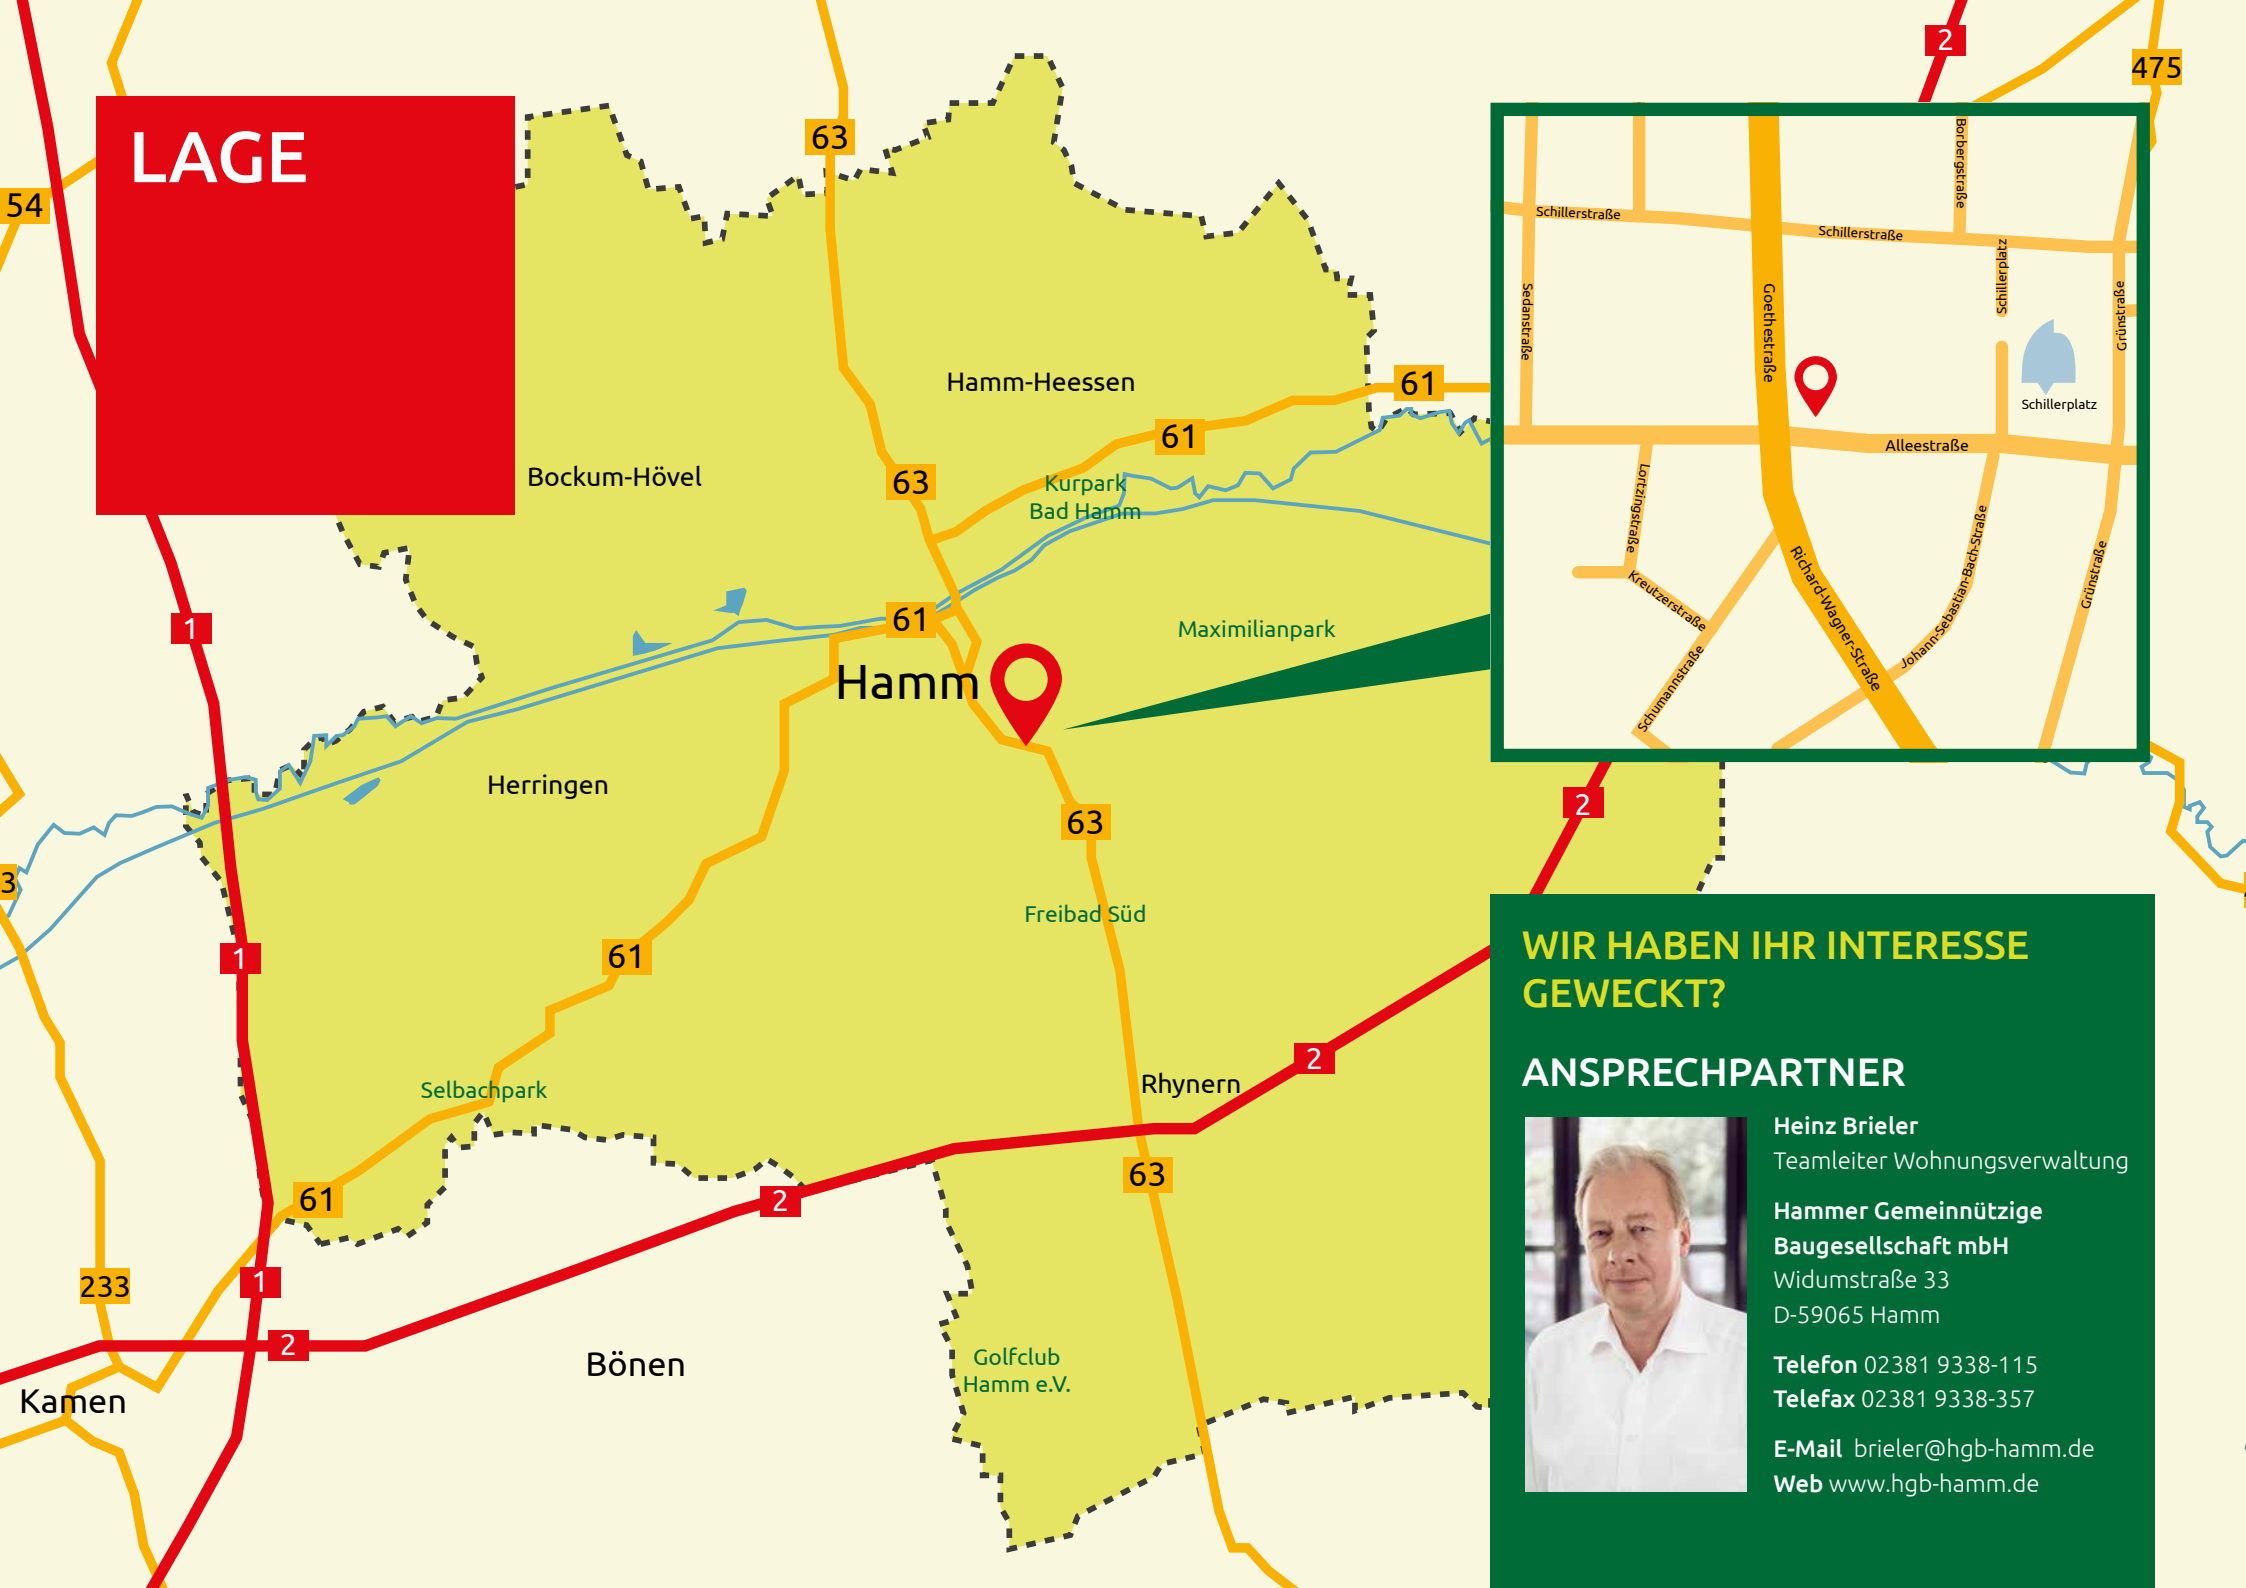 LAGE
54
63
2
475
Schillerstraße
Borbergstraße
Schillerstraße
Schillerplatz
Sedanstraße
Goethestraße
Grünstraße
Schillerplatz
Alleestraße
Lortzingstraße
Kreutzerstraße
Schumannstraße
Richard-Wagner-Straße
Johann-Sebastian-Bach-Straße
Grünstraße
Hamm-Heessen
61
61
Bockum-Hövel
63
Kurpark
Bad Hamm
61
1
Maximilianpark
Hamm
Herringen
63
2
3
Freibad Süd
61
1
2
Rhynern
Selbachpark
63
61
2
233
1
2
Bönen
Golfclub
Hamm e.V.
Kamen
WIR HABEN IHR INTERESSE
GEWECKT?
ANSPRECHPARTNER
Heinz Brieler
Teamleiter Wohnungsverwaltung
Hammer Gemeinnützige
Baugesellschaft mbH
Widumstraße 33
D-59065 Hamm
Telefon 02381 9338-115
Telefax 02381 9338-357
E-Mail brieler@hgb-hamm.de
Web www.hgb-hamm.de